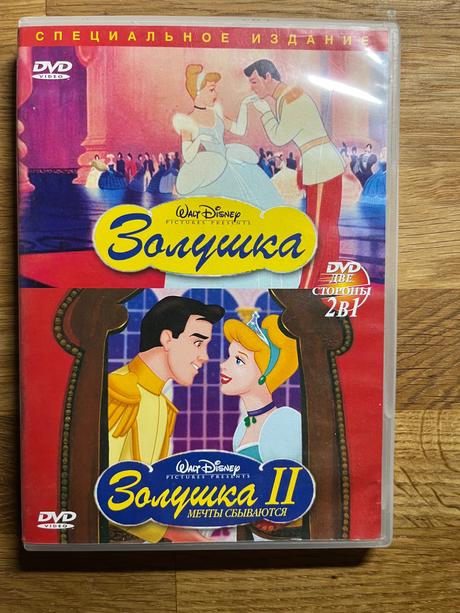 СПЕЦИАЛЬНОЕ ИЗДАНИЕ
DVD
VIDEO
WALT DISNEY
PICTURES PRESENTS
Золушка
DVD
ДВЕ
СТОРОНЫ
2В1
WALT DISNEY
PICTURES PRESENTS
Золушка II
МЕЧТЫ СБЫВАЮТСЯ
DVD
VIDEO